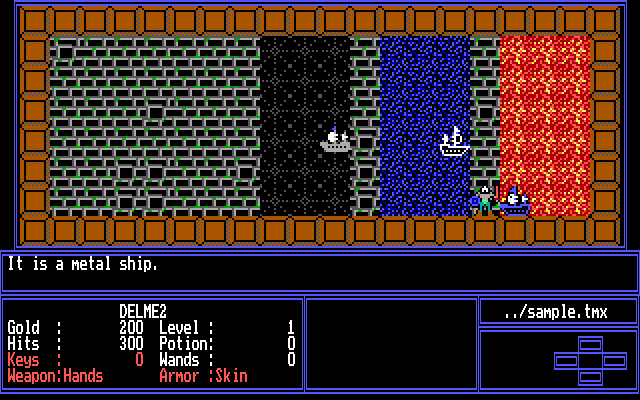 It is a metal ship.
DELME2
Gold : 200 Level : 1
Hits : 300 Potion: 0
Keys : 0 Wands : 0
Weapon:Hands Armor :Skin
../sample.tmx